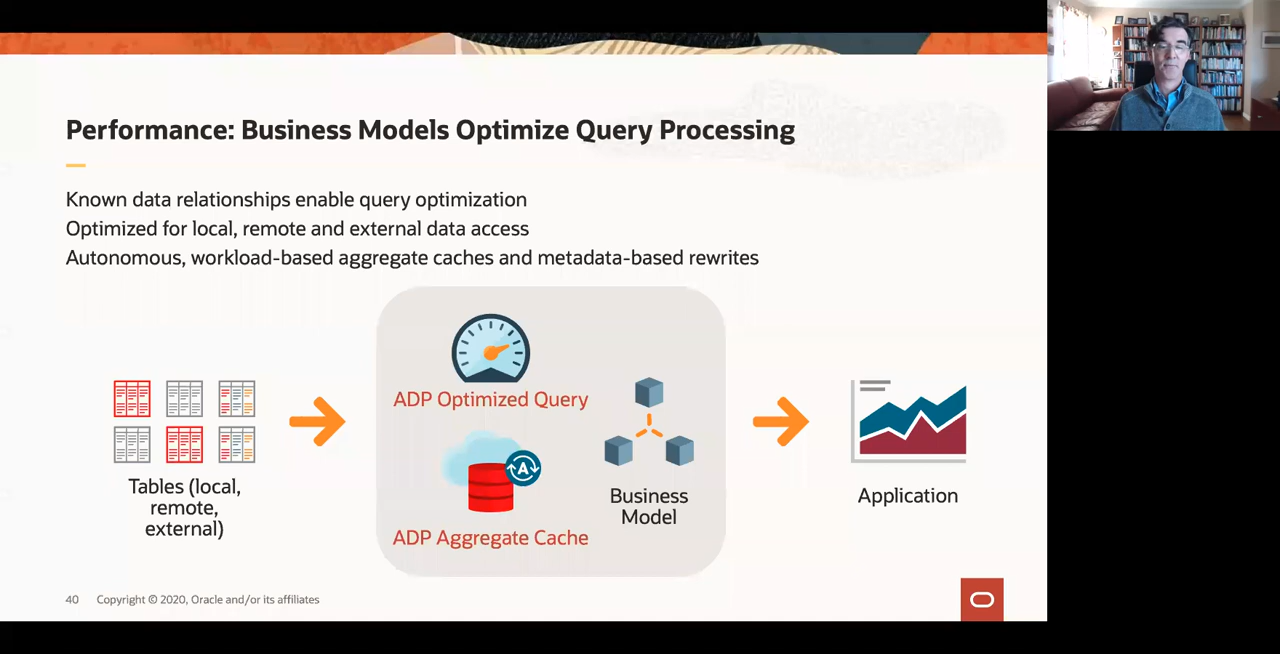 Performance: Business Models Optimize Query Processing
Known data relationships enable query optimization
Optimized for local, remote and external data access
Autonomous, workload-based aggregate caches and metadata-based rewrites
ADP Optimized Query
A
ADP Aggregate Cache
Tables (local,
remote,
external)
Business
Model
Application
40 Copyright © 2020, Oracle and/or its affiliates